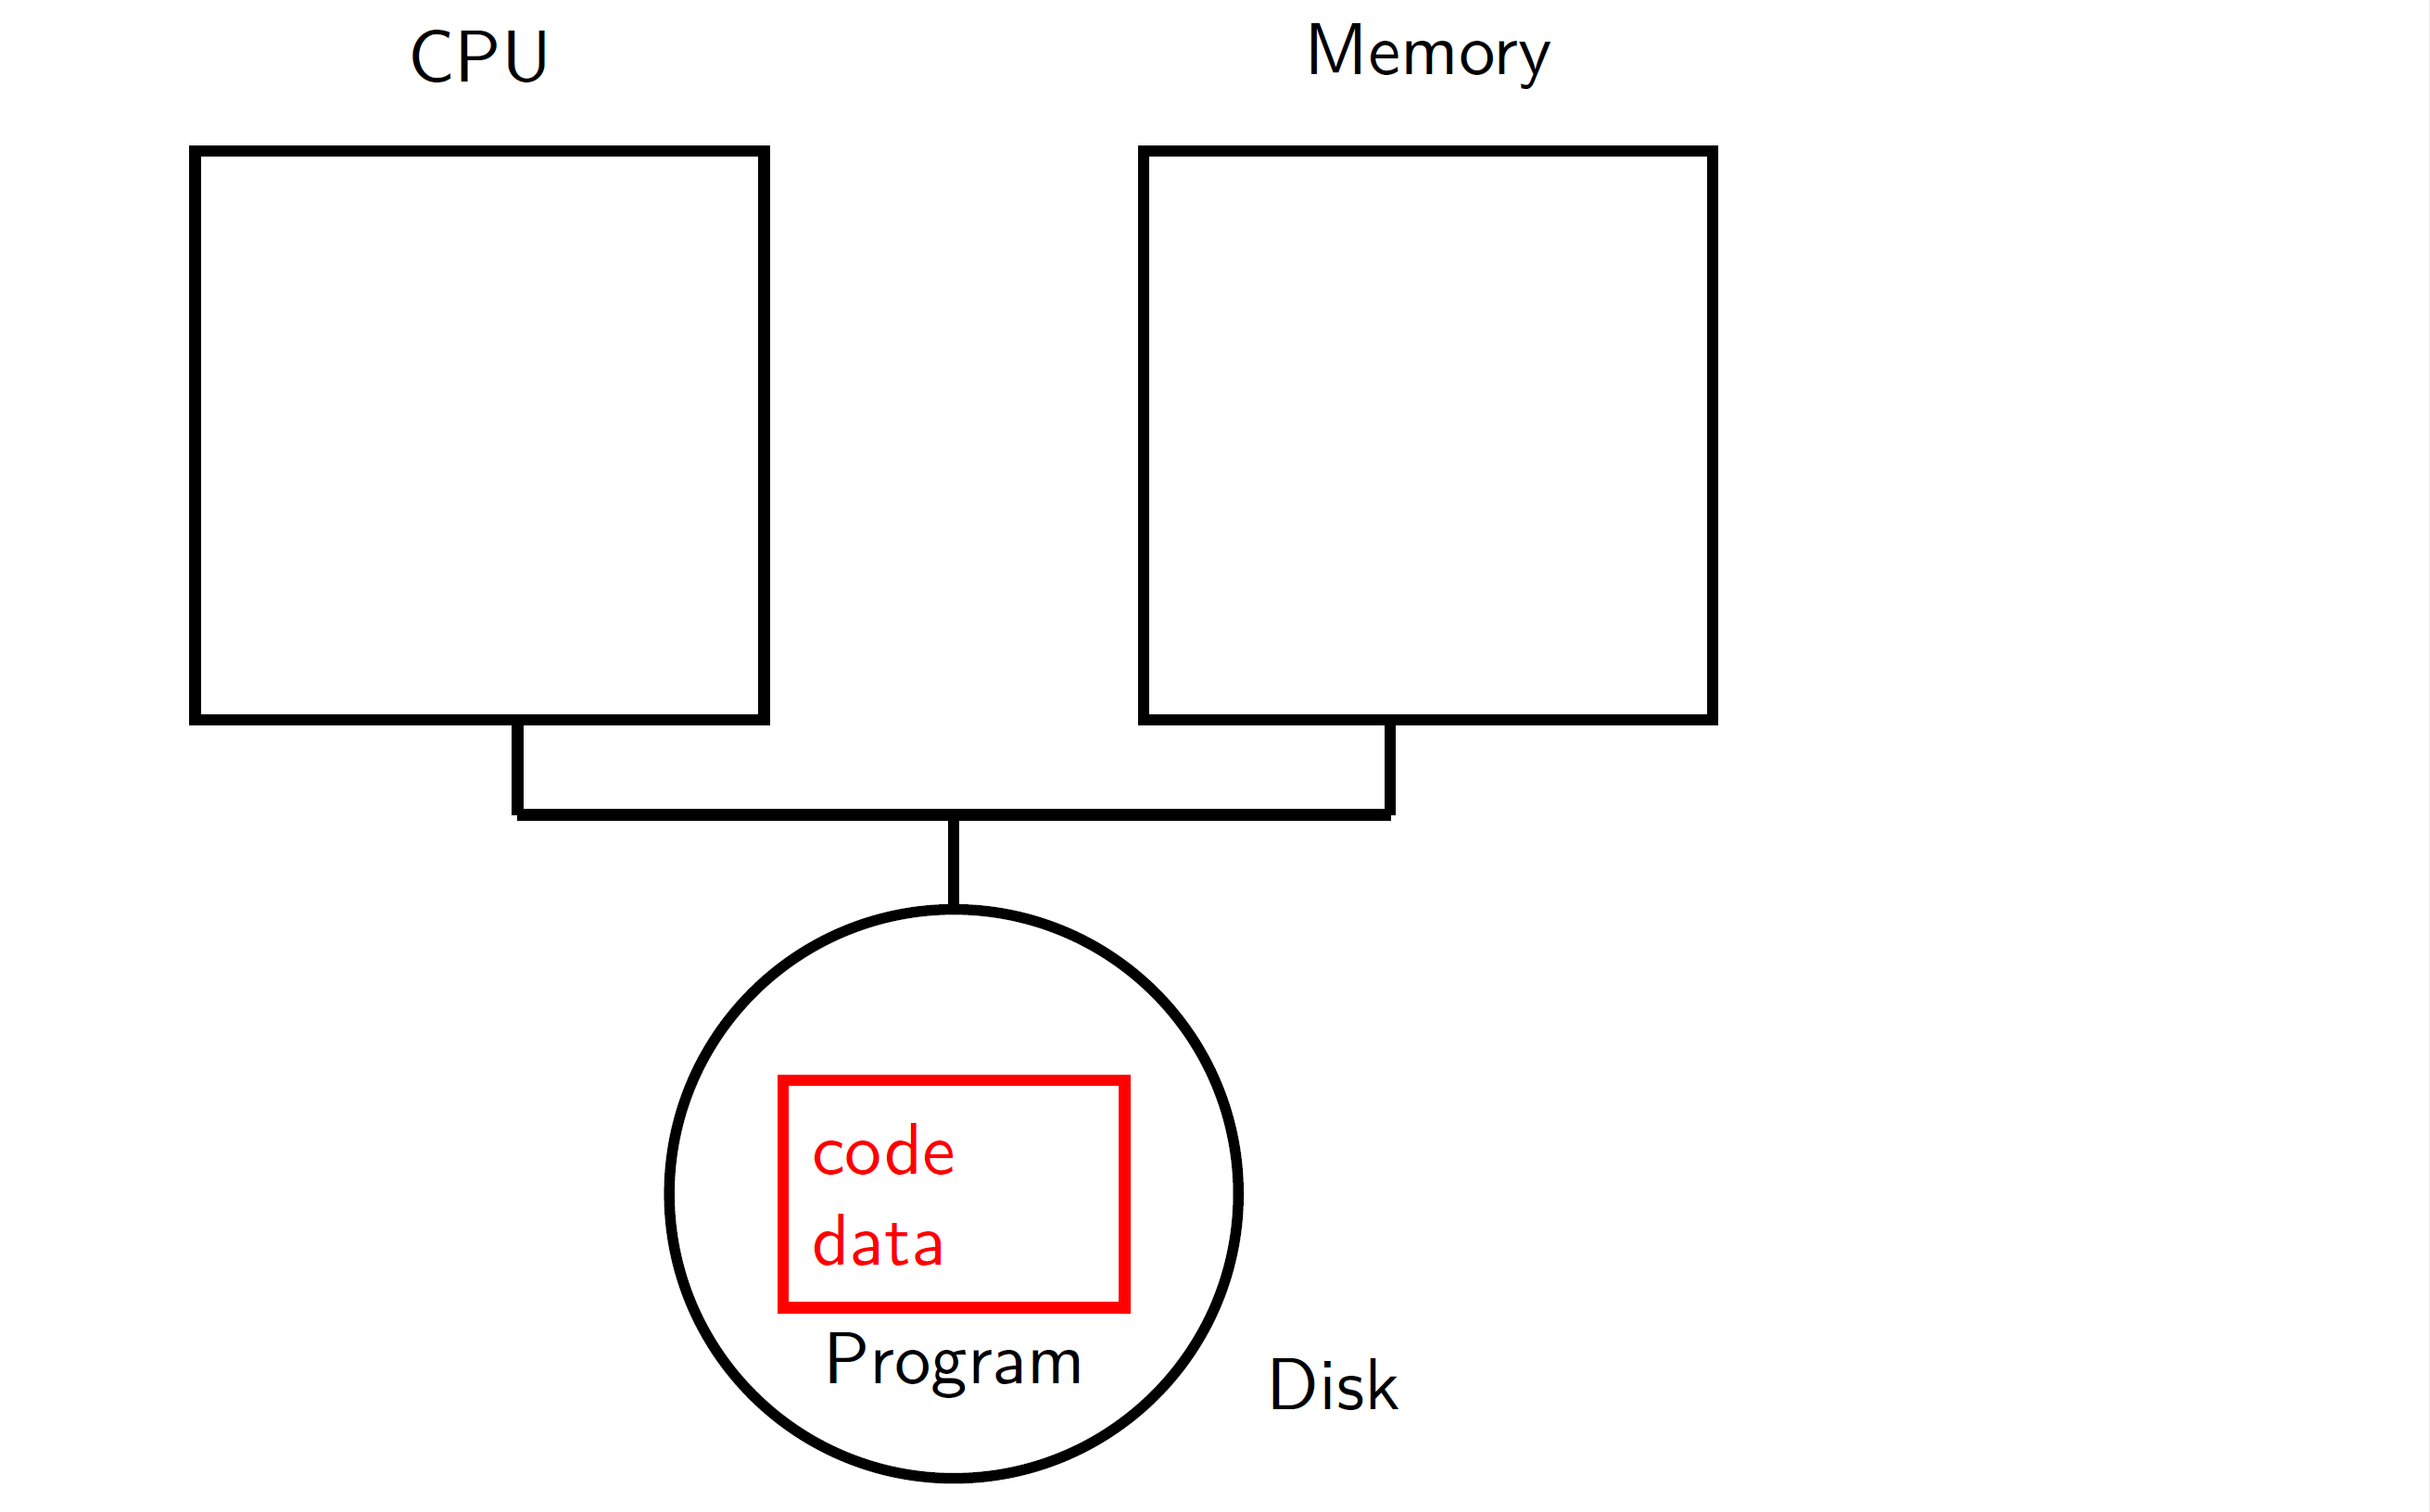 CPU
Memory
code
data
Program
Disk